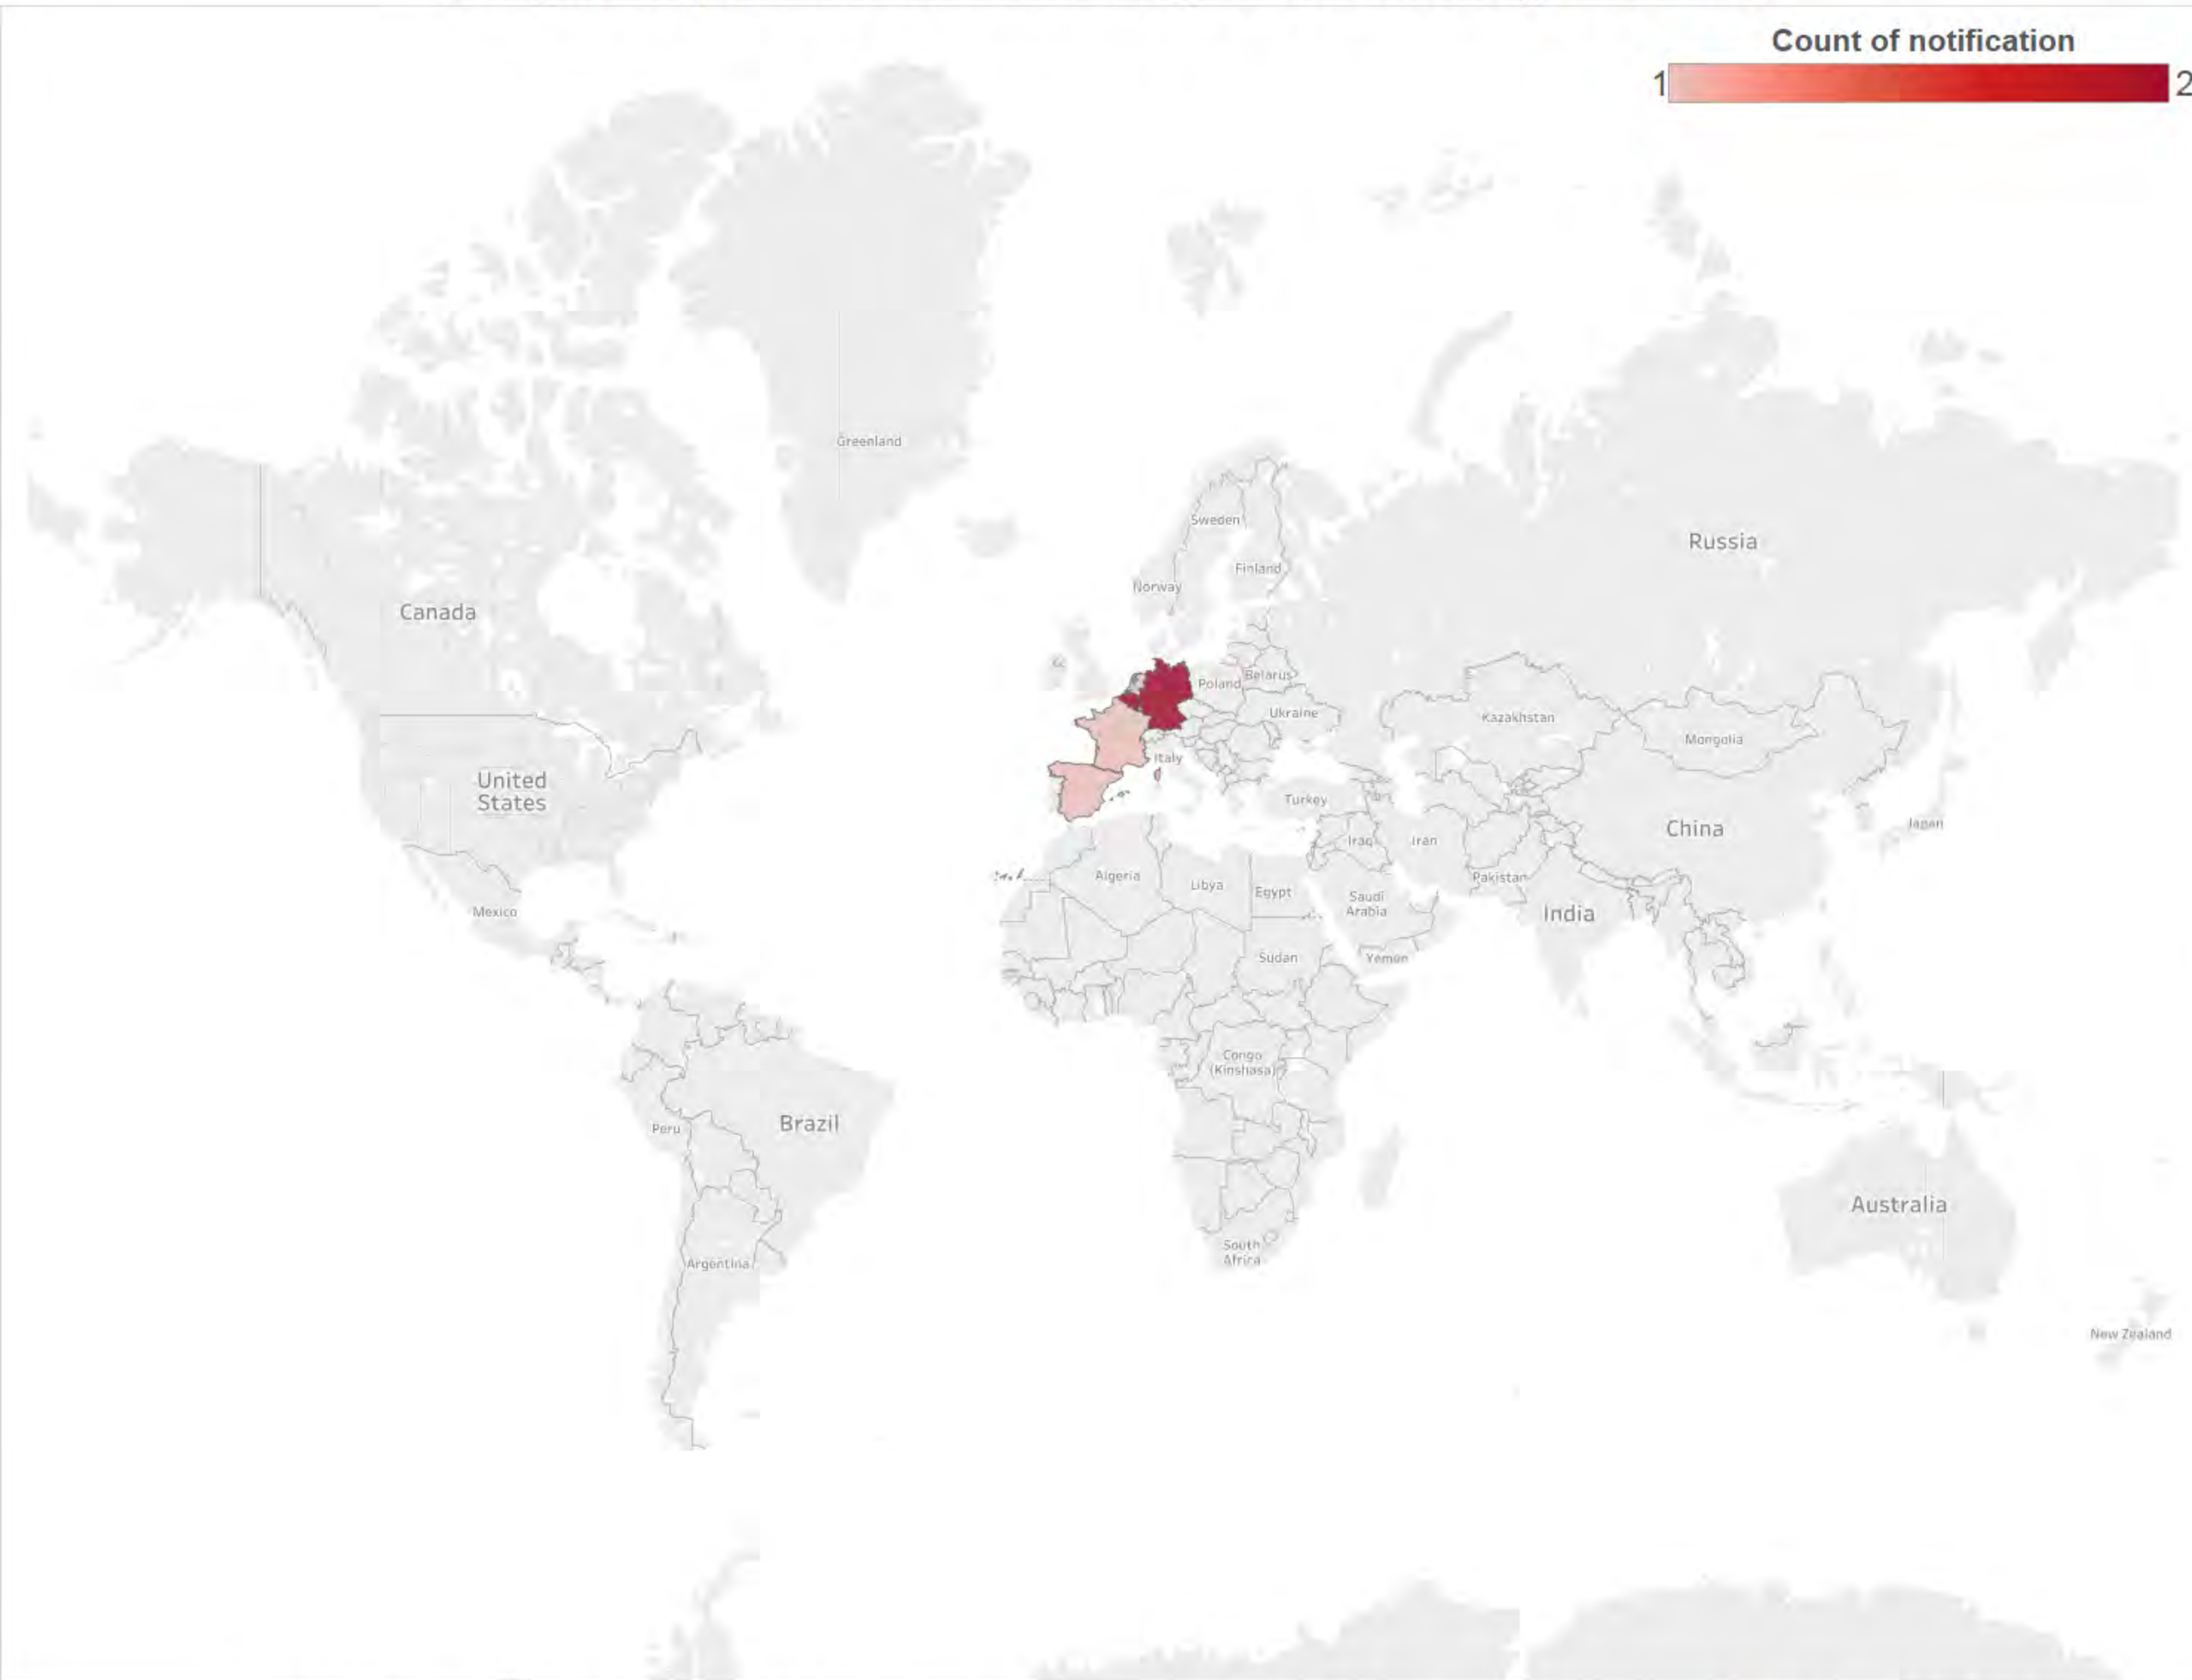 Count of notification
1
2
Greenland
Sweden
Russia
Finland
Norway
Canada
Poland
Belarus
Ukraine
Kazakhstan
Mongolia
Italy
United
States
Turkey
China
Japan
Iraq
Iran
Algeria
Libya
Egypt
Pakistan
Saudi
Arabia
India
Mexico
Sudan
Yemen
Congo
(Kinshasa)
Brazil
Peru
Australia
South
Africa
Argentina
New Zealand